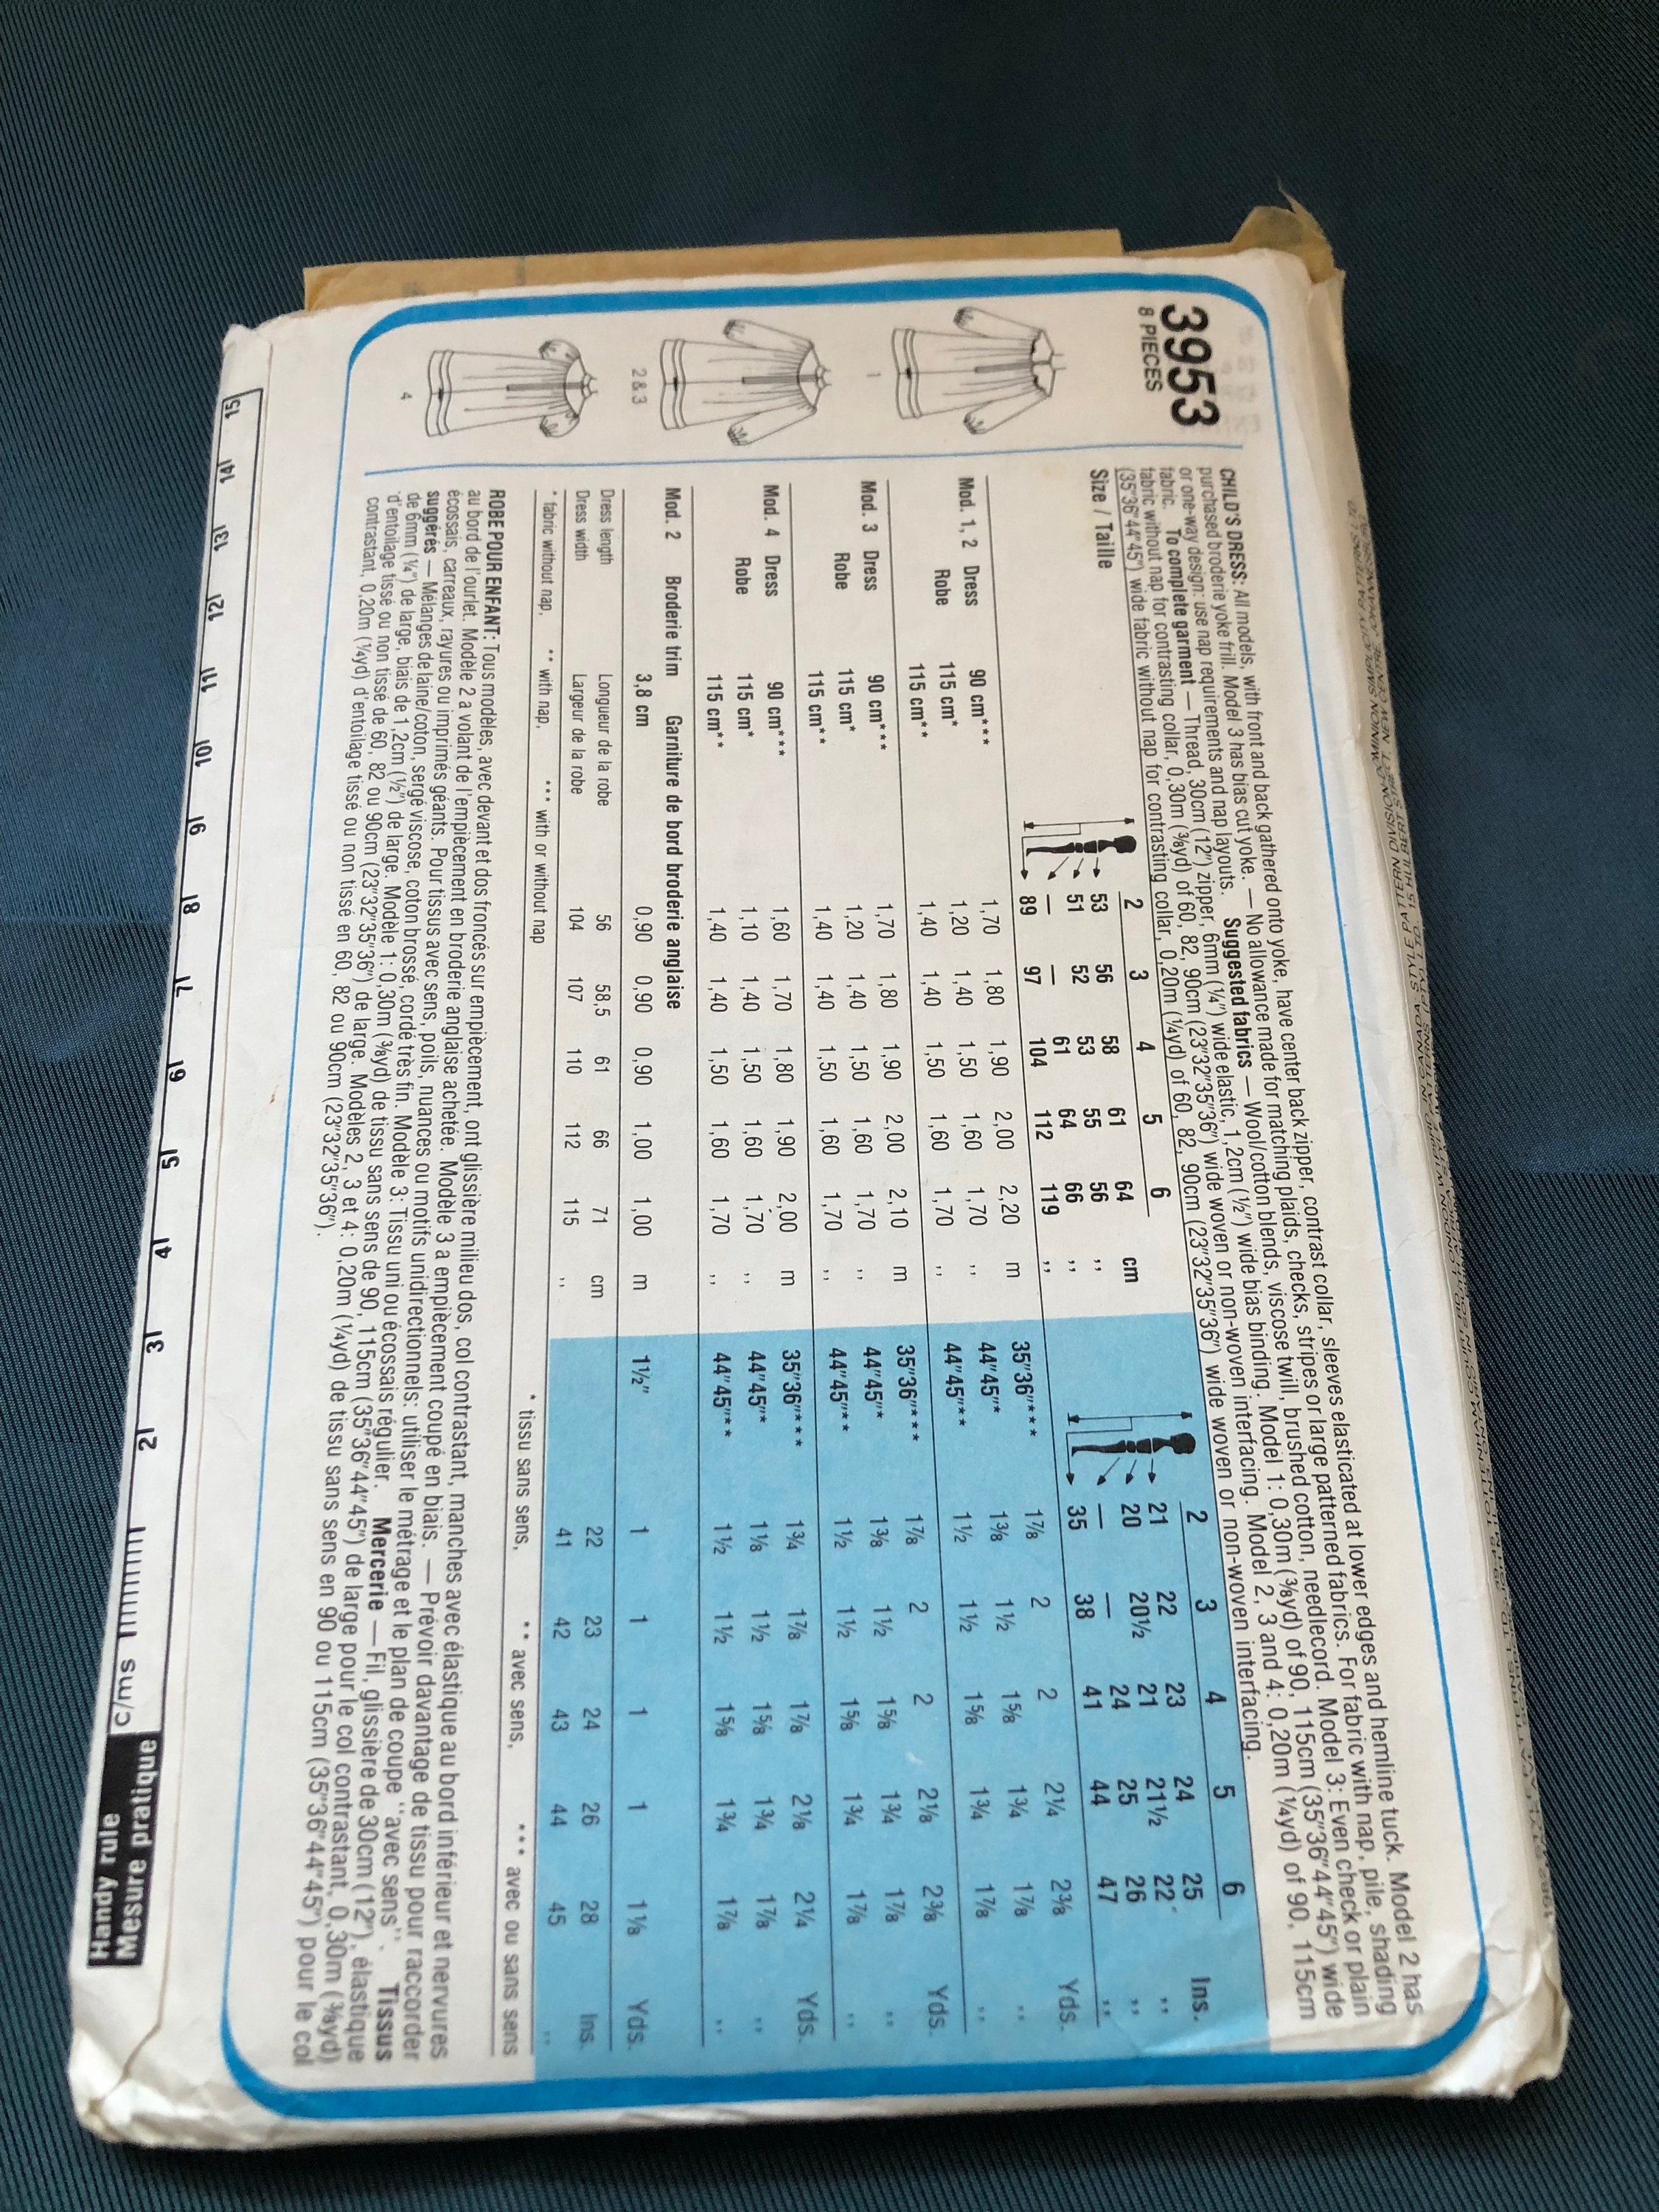 3953
8 PIECES
1
2 & 3
4
CHILD'S DRESS: All models, with front and back gathered onto yoke, have center back zipper, contrast collar, sleeves elasticated at lower edges and hemline tuck. Model 2 has
purchased broderie yoke frill. Model 3 has bias cut yoke. — No allowance made for matching plaids, checks, stripes or large patterned fabrics. For fabric with nap, pile, shading
or one-way design: use nap requirements and nap layouts. Suggested fabrics — Wool/cotton blends, viscose twill, brushed cotton, needlecord. Model 3: Even check or plain
fabric. To complete garment — Thread, 30cm (12") zipper, 6mm (¼") wide elastic, 1,2cm (½") wide bias binding. Model 1: 0,30m (⅜yd) of 90, 115cm (35"36"44"45") wide
fabric without nap for contrasting collar, 0,30m (⅜yd) of 60, 82, 90cm (23"32"35"36") wide woven or non-woven interfacing. Model 2, 3 and 4: 0,20m (¼yd) of 90, 115cm
(35"36"44"45") wide fabric without nap for contrasting collar, 0,20m (¼yd) of 60, 82, 90cm (23"32"35"36") wide woven or non-woven interfacing.
Size / Taille 2 3 4 5 6 2 3 4 5 6
53 56 58 61 64 cm 21 22 23 24 25 Ins.
51 52 53 55 56 ,, 20 20½ 21 21½ 22 ,,
— — 61 64 66 ,, — — 24 25 26 ,,
89 97 104 112 119 ,, 35 38 41 44 47 ,,
Mod. 1, 2 Dress 90 cm*** 1,70 1,80 1,90 2,00 2,20 m 35"36"*** 1⅞ 2 2 2¼ 2⅜ Yds.
Robe 115 cm* 1,20 1,40 1,50 1,60 1,70 ,, 44"45"* 1⅜ 1½ 1⅝ 1¾ 1⅞ ,,
115 cm** 1,40 1,40 1,50 1,60 1,70 ,, 44"45"** 1½ 1½ 1⅝ 1¾ 1⅞ ,,
Mod. 3 Dress 90 cm*** 1,70 1,80 1,90 2,00 2,10 m 35"36"*** 1⅞ 2 2 2⅛ 2⅜ Yds.
Robe 115 cm* 1,20 1,40 1,50 1,60 1,70 ,, 44"45"* 1⅜ 1½ 1⅝ 1¾ 1⅞ ,,
115 cm** 1,40 1,40 1,50 1,60 1,70 ,, 44"45"** 1½ 1½ 1⅝ 1¾ 1⅞ ,,
Mod. 4 Dress 90 cm*** 1,60 1,70 1,80 1,90 2,00 m 35"36"*** 1¾ 1⅞ 1⅞ 2⅛ 2¼ Yds.
Robe 115 cm* 1,10 1,40 1,50 1,60 1,70 ,, 44"45"* 1⅛ 1½ 1⅝ 1¾ 1⅞ ,,
115 cm** 1,40 1,40 1,50 1,60 1,70 ,, 44"45"** 1½ 1½ 1⅝ 1¾ 1⅞ ,,
Mod. 2 Broderie trim Garniture de bord broderie anglaise
3,8 cm 0,90 0,90 0,90 1,00 1,00 m 1½" 1 1 1 1 1⅛ Yds.
Dress length Longueur de la robe 56 58,5 61 66 71 cm 22 23 24 26 28 Ins.
Dress width Largeur de la robe 104 107 110 112 115 ,, 41 42 43 44 45 ,,
* fabric without nap, ** with nap, *** with or without nap * tissu sans sens, ** avec sens, *** avec ou sans sens
ROBE POUR ENFANT: Tous modèles, avec devant et dos froncés sur empiècement, ont glissière milieu dos, col contrastant, manches avec élastique au bord inférieur et nervures
au bord de l'ourlet. Modèle 2 a volant de l'empiècement en broderie anglaise achetée. Modèle 3 a empiècement coupé en biais. — Prévoir davantage de tissu pour raccorder
écossais, carreaux, rayures ou imprimés géants. Pour tissus avec sens, poils, nuances ou motifs unidirectionnels: utiliser le métrage et le plan de coupe "avec sens". Tissus
suggérés — Mélanges de laine/coton, sergé viscose, coton brossé, cordé très fin. Modèle 3: Tissu uni ou écossais régulier. Mercerie — Fil, glissière de 30cm (12"), élastique
de 6mm (¼") de large, biais de 1,2cm (½") de large. Modèle 1: 0,30m (⅜yd) de tissu sans sens de 90, 115cm (35"36"44"45") de large pour le col contrastant, 0,30m (⅜yd)
d'entoilage tissé ou non tissé de 60, 82 ou 90cm (23"32"35"36") de large. Modèles 2, 3 et 4: 0,20m (¼yd) de tissu sans sens en 90 ou 115cm (35"36"44"45") pour le col
contrastant, 0,20m (¼yd) d'entoilage tissé ou non tissé en 60, 82 ou 90cm (23"32"35"36").
Handy rule
Mesure pratique
c/ms 1 2 3 4 5 6 7 8 9 10 11 12 13 14 15